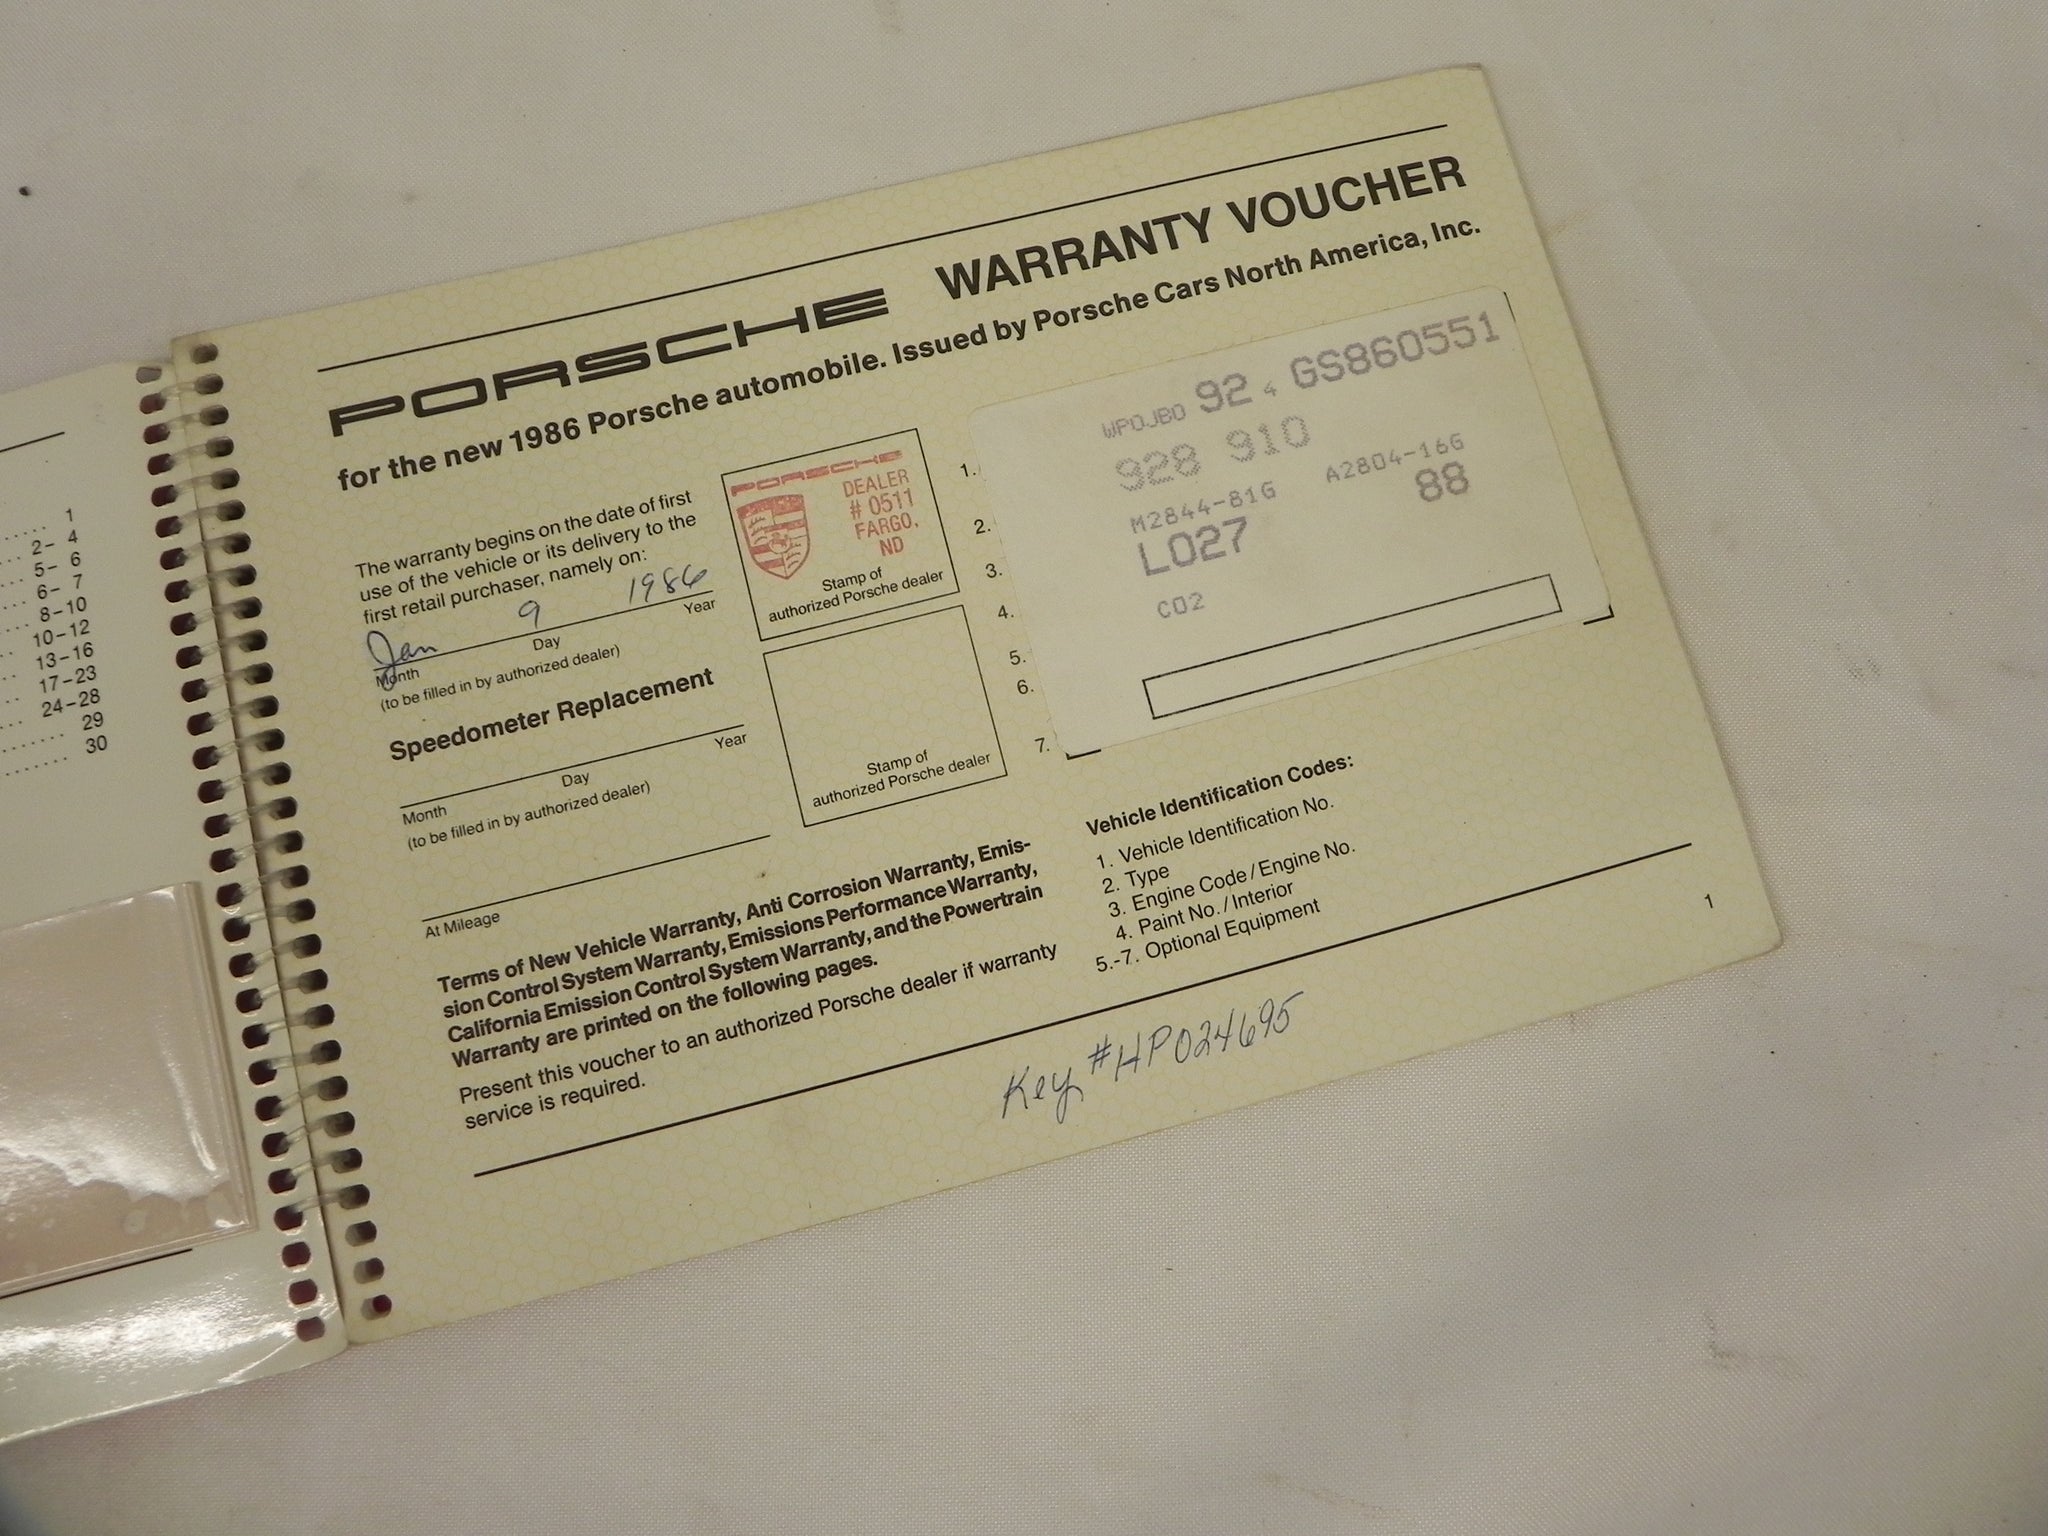 1
2- 4
5- 6
6- 7
8-10
10-12
13-16
17-23
24-28
29
30
PORSCHE WARRANTY VOUCHER
for the new 1986 Porsche automobile. Issued by Porsche Cars North America, Inc.
The warranty begins on the date of first
use of the vehicle or its delivery to the
first retail purchaser, namely on:
Jan 9 1986
Month Day Year
(to be filled in by authorized dealer)
Speedometer Replacement
Month Day Year
(to be filled in by authorized dealer)
At Mileage
PORSCHE
DEALER
# 0511
FARGO,
ND
Stamp of
authorized Porsche dealer
Stamp of
authorized Porsche dealer
1.
2.
3.
4.
5.
6.
7.
WP0JB0 92 4 GS860551
928 910
M2844-81G A2804-16G
L027 88
C02
Terms of New Vehicle Warranty, Anti Corrosion Warranty, Emis-
sion Control System Warranty, Emissions Performance Warranty,
California Emission Control System Warranty, and the Powertrain
Warranty are printed on the following pages.
Present this voucher to an authorized Porsche dealer if warranty
service is required.
Vehicle Identification Codes:
1. Vehicle Identification No.
2. Type
3. Engine Code/Engine No.
4. Paint No./Interior
5.-7. Optional Equipment
1
Key #HP024695